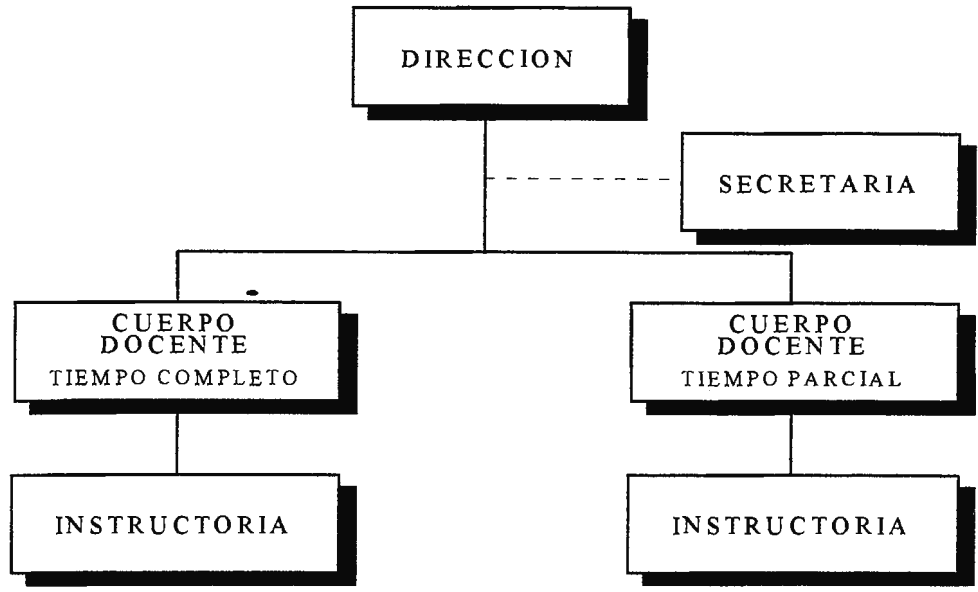 DIRECCION
SECRETARIA
CUERPO
DOCENTE
TIEMPO COMPLETO
CUERPO
DOCENTE
TIEMPO PARCIAL
INSTRUCTORIA
INSTRUCTORIA